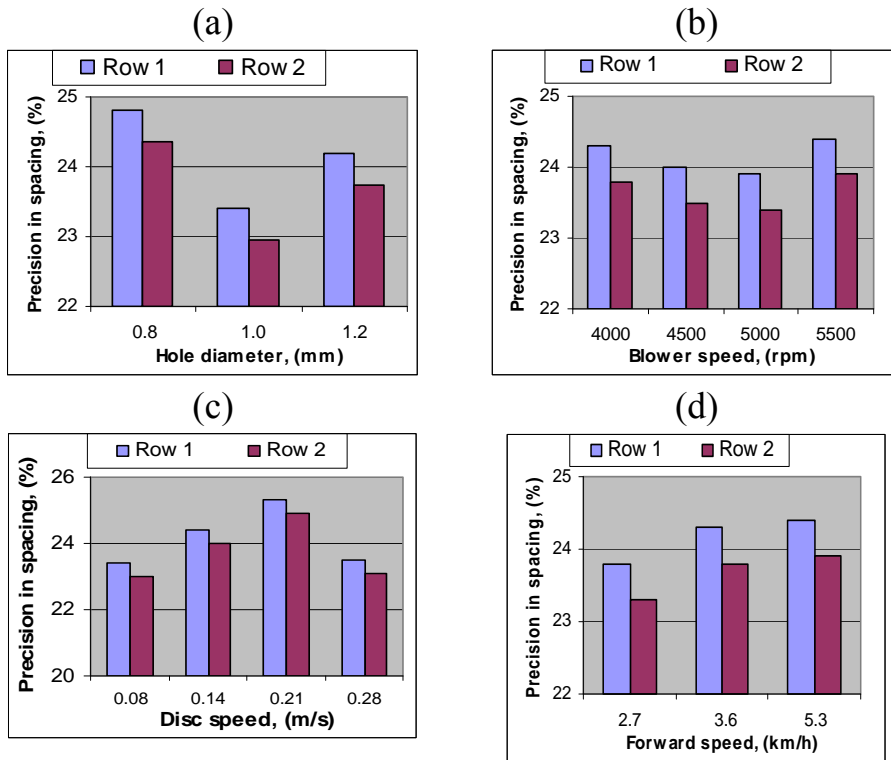 (a)
Row 1 Row 2
Precision in spacing, (%)
25
24
23
22
0.8 1.0 1.2
Hole diameter, (mm)
(b)
Row 1 Row 2
Precision in spacing, (%)
25
24
23
22
4000 4500 5000 5500
Blower speed, (rpm)
(c)
Row 1 Row 2
Precision in spacing, (%)
26
24
22
20
0.08 0.14 0.21 0.28
Disc speed, (m/s)
(d)
Row 1 Row 2
Precision in spacing, (%)
25
24
23
22
2.7 3.6 5.3
Forward speed, (km/h)